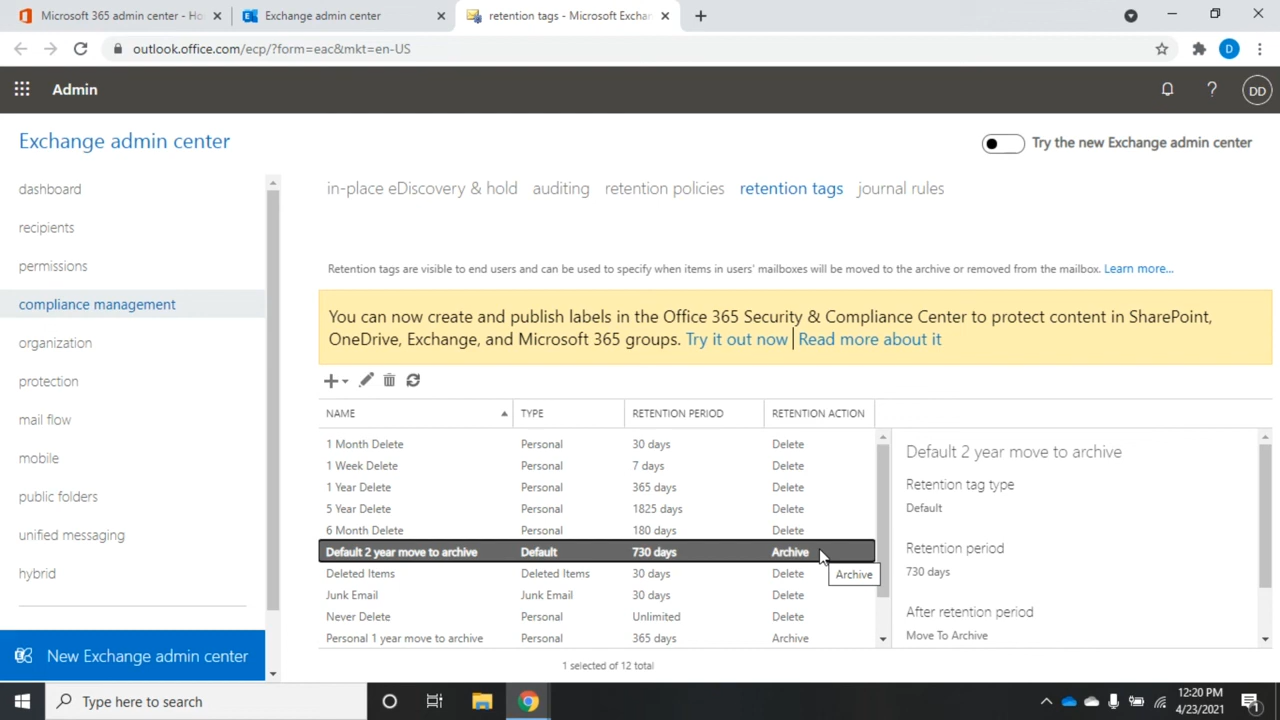 Microsoft 365 admin center - Ho
Exchange admin center
retention tags - Microsoft Exchan
outlook.office.com/ecp/?form=eac&mkt=en-US
D
Admin
?
DD
Exchange admin center
Try the new Exchange admin center
dashboard
recipients
permissions
compliance management
organization
protection
mail flow
mobile
public folders
unified messaging
hybrid
New Exchange admin center
in-place eDiscovery & hold auditing retention policies retention tags journal rules
Retention tags are visible to end users and can be used to specify when items in users' mailboxes will be moved to the archive or removed from the mailbox. Learn more...
You can now create and publish labels in the Office 365 Security & Compliance Center to protect content in SharePoint,
OneDrive, Exchange, and Microsoft 365 groups. Try it out now | Read more about it
NAME TYPE RETENTION PERIOD RETENTION ACTION
1 Month Delete Personal 30 days Delete
1 Week Delete Personal 7 days Delete
1 Year Delete Personal 365 days Delete
5 Year Delete Personal 1825 days Delete
6 Month Delete Personal 180 days Delete
Default 2 year move to archive Default 730 days Archive
Deleted Items Deleted Items 30 days Delete
Junk Email Junk Email 30 days Delete
Never Delete Personal Unlimited Delete
Personal 1 year move to archive Personal 365 days Archive
Archive
1 selected of 12 total
Default 2 year move to archive
Retention tag type
Default
Retention period
730 days
After retention period
Move To Archive
Type here to search
12:20 PM
4/23/2021
1